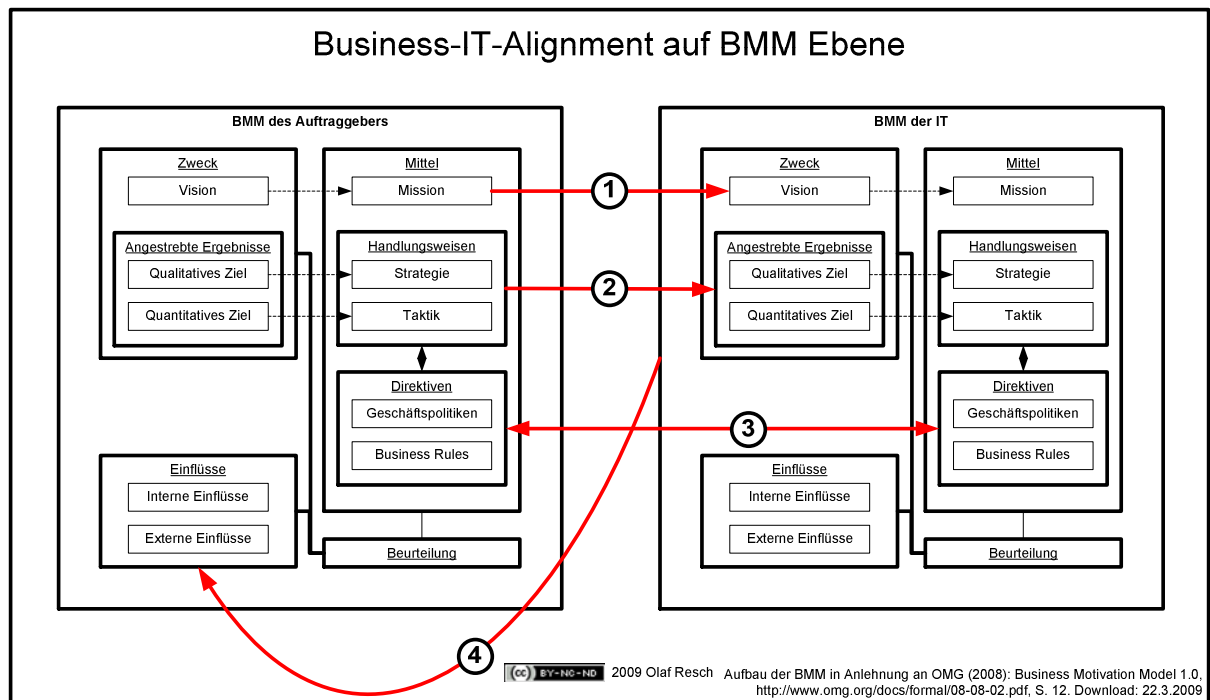 Business-IT-Alignment auf BMM Ebene
BMM des Auftraggebers
Zweck
Vision
Angestrebte Ergebnisse
Qualitatives Ziel
Quantitatives Ziel
Mittel
Mission
Handlungsweisen
Strategie
Taktik
Direktiven
Geschäftspolitiken
Business Rules
Einflüsse
Interne Einflüsse
Externe Einflüsse
Beurteilung
1
2
3
4
BMM der IT
Zweck
Vision
Angestrebte Ergebnisse
Qualitatives Ziel
Quantitatives Ziel
Mittel
Mission
Handlungsweisen
Strategie
Taktik
Direktiven
Geschäftspolitiken
Business Rules
Einflüsse
Interne Einflüsse
Externe Einflüsse
Beurteilung
(cc) BY-NC-ND 2009 Olaf Resch
Aufbau der BMM in Anlehnung an OMG (2008): Business Motivation Model 1.0,
http://www.omg.org/docs/formal/08-08-02.pdf, S. 12. Download: 22.3.2009